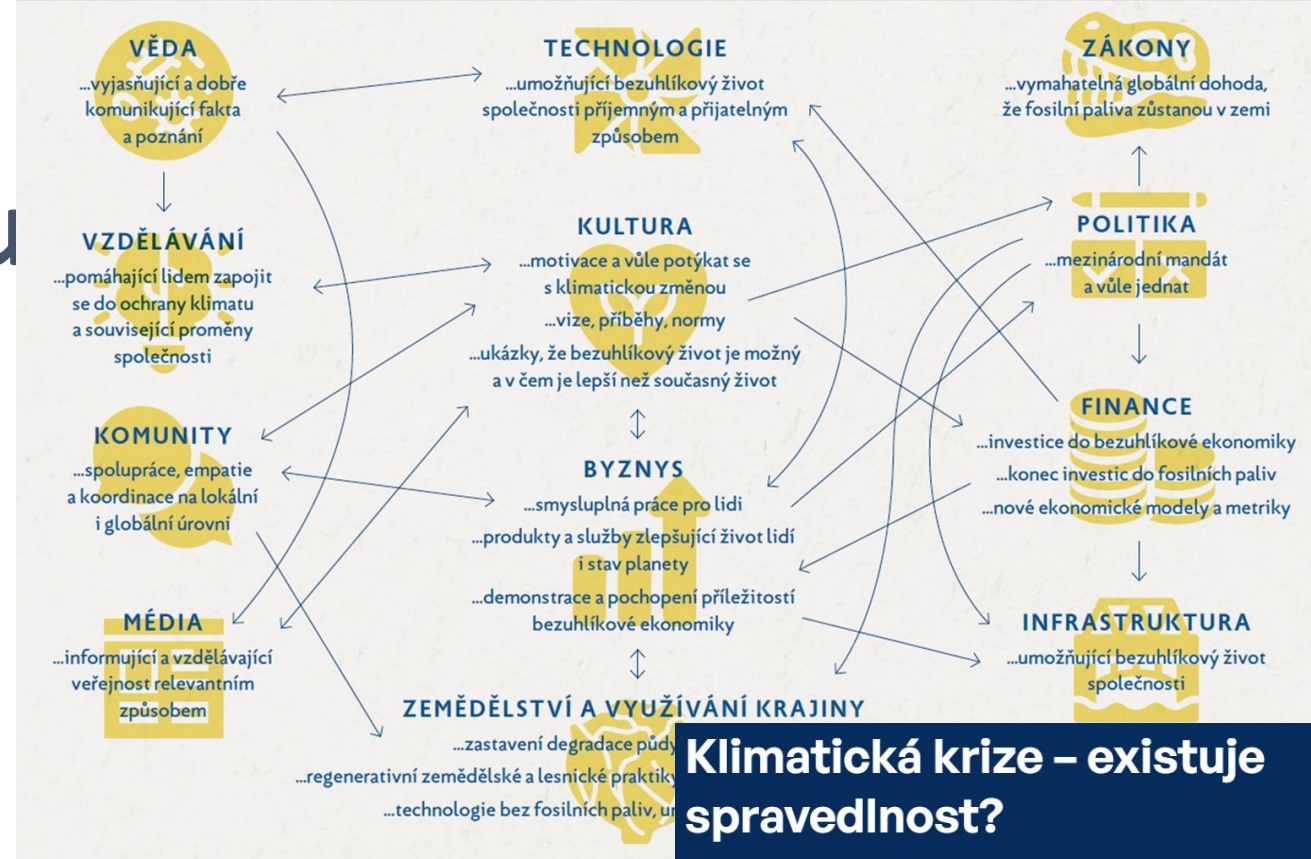 VĚDA
...vyjasňující a dobře
komunikující fakta
a poznání
VZDĚLÁVÁNÍ
...pomáhající lidem zapojit
se do ochrany klimatu
a související proměny
společnosti
KOMUNITY
...spolupráce, empatie
a koordinace na lokální
i globální úrovni
MÉDIA
...informující a vzdělávající
veřejnost relevantním
způsobem
TECHNOLOGIE
...umožňující bezuhlíkový život
společnosti příjemným a přijatelným
způsobem
KULTURA
...motivace a vůle potýkat se
s klimatickou změnou
...vize, příběhy, normy
...ukázky, že bezuhlíkový život je možný
a v čem je lepší než současný život
BYZNYS
...smysluplná práce pro lidi
...produkty a služby zlepšující život lidí
i stav planety
...demonstrace a pochopení příležitostí
bezuhlíkové ekonomiky
ZEMĚDĚLSTVÍ A VYUŽÍVÁNÍ KRAJINY
...zastavení degradace půdy
...regenerativní zemědělské a lesnické praktiky
...technologie bez fosilních paliv,
ZÁKONY
...vymahatelná globální dohoda,
že fosilní paliva zůstanou v zemi
POLITIKA
...mezinárodní mandát
a vůle jednat
FINANCE
...investice do bezuhlíkové ekonomiky
...konec investic do fosilních paliv
...nové ekonomické modely a metriky
INFRASTRUKTURA
...umožňující bezuhlíkový život
společnosti
Klimatická krize – existuje
spravedlnost?